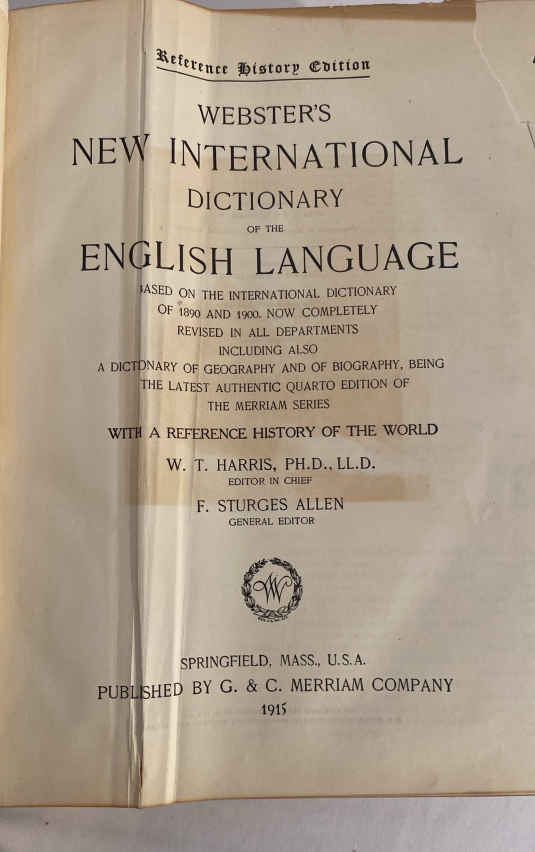 Reference History Edition
WEBSTER'S
NEW INTERNATIONAL
DICTIONARY
OF THE
ENGLISH LANGUAGE
BASED ON THE INTERNATIONAL DICTIONARY
OF 1890 AND 1900. NOW COMPLETELY
REVISED IN ALL DEPARTMENTS
INCLUDING ALSO
A DICTIONARY OF GEOGRAPHY AND OF BIOGRAPHY, BEING
THE LATEST AUTHENTIC QUARTO EDITION OF
THE MERRIAM SERIES
WITH A REFERENCE HISTORY OF THE WORLD
W. T. HARRIS, PH.D., LL.D.
EDITOR IN CHIEF
F. STURGES ALLEN
GENERAL EDITOR
W
SPRINGFIELD, MASS., U.S.A.
PUBLISHED BY G. & C. MERRIAM COMPANY
1915